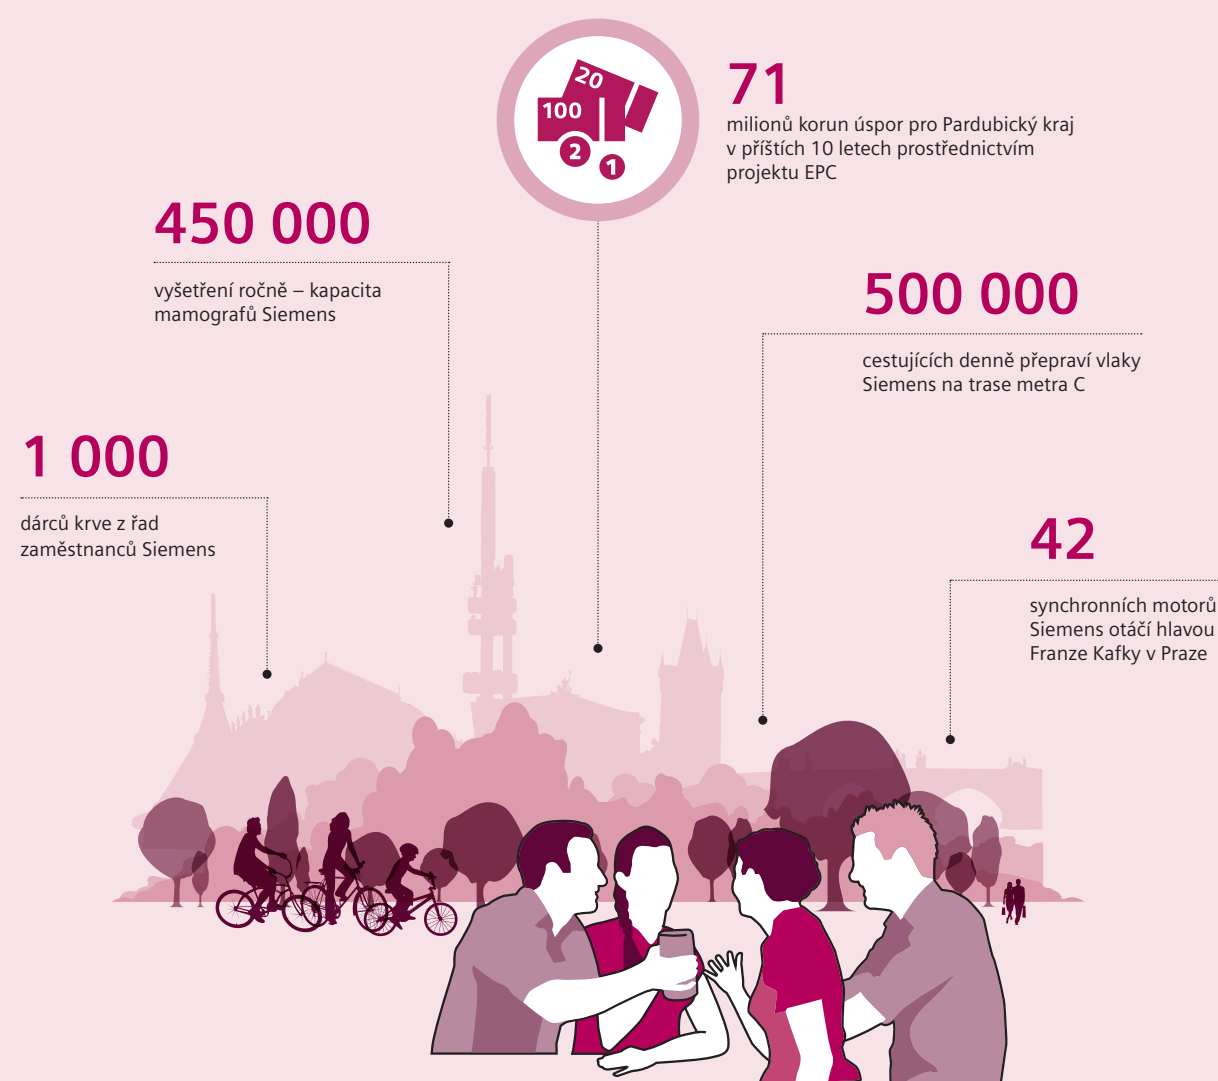 20
100
2
1
71
milionů korun úspor pro Pardubický kraj
v příštích 10 letech prostřednictvím
projektu EPC
450 000
vyšetření ročně – kapacita
mamografů Siemens
500 000
cestujících denně přepraví vlaky
Siemens na trase metra C
1 000
dárců krve z řad
zaměstnanců Siemens
42
synchronních motorů
Siemens otáčí hlavou
Franze Kafky v Praze